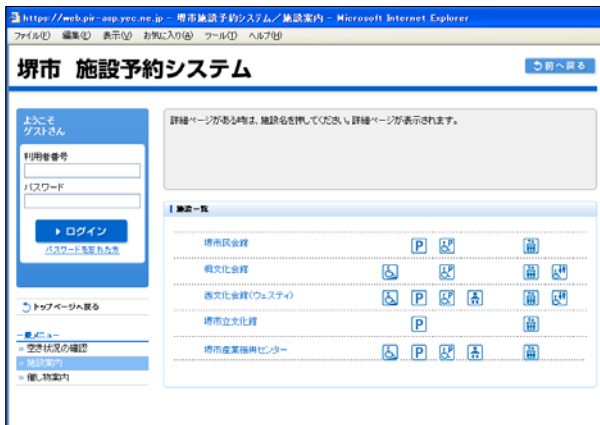 https://web.pir-asp.yec.ne.jp - 堺市施設予約システム／施設案内 - Microsoft Internet Explorer
ファイル(F) 編集(E) 表示(V) お気に入り(A) ツール(T) ヘルプ(H)
堺市 施設予約システム
前へ戻る
ようこそ
ゲストさん
利用者番号
パスワード
ログイン
パスワードを忘れた方
トップページへ戻る
一覧メニュー
空き状況の確認
施設案内
催し物案内
詳細ページがある時は、施設名を押してください。詳細ページが表示されます。
施設一覧
堺市民会館 P P
栂文化会館 P
西文化会館(ウェスティ) P P
堺市立文化館 P
堺市産業振興センター P P